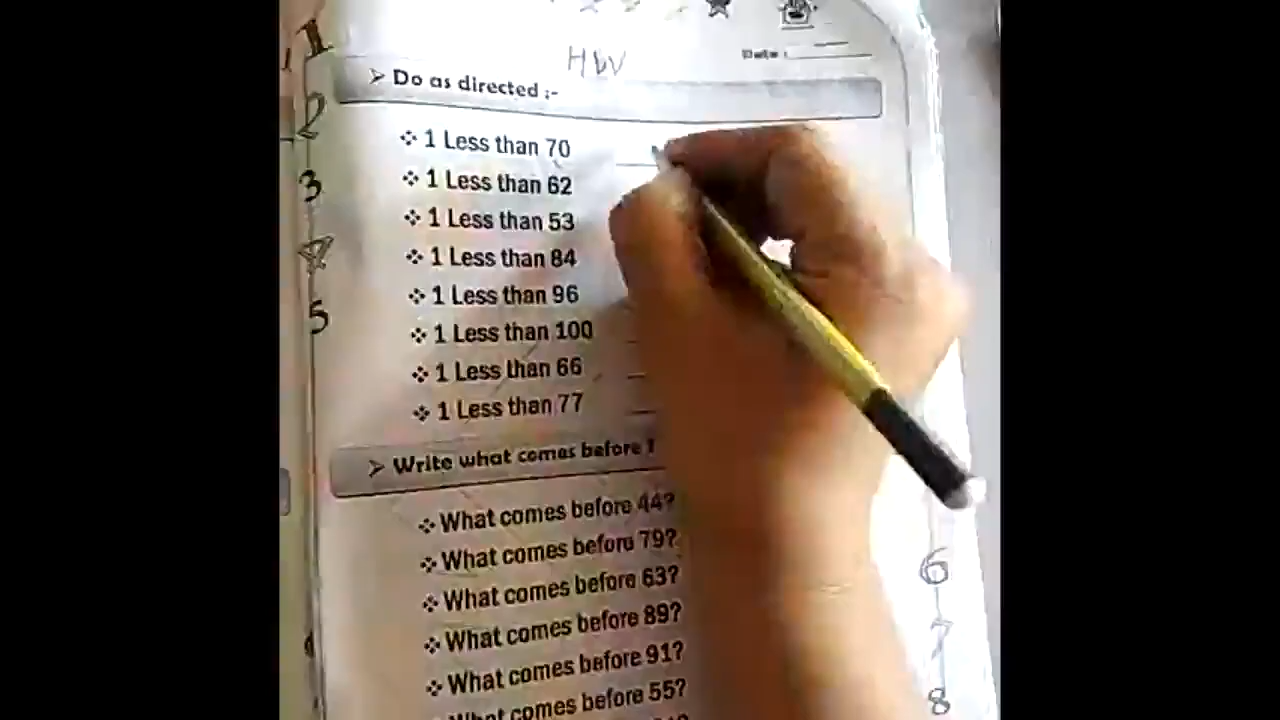 HW
Date :
➢ Do as directed :-
❖ 1 Less than 70
❖ 1 Less than 62
❖ 1 Less than 53
❖ 1 Less than 84
❖ 1 Less than 96
❖ 1 Less than 100
❖ 1 Less than 66
❖ 1 Less than 77
➢ Write what comes before
❖ What comes before 44?
❖ What comes before 79?
❖ What comes before 63?
❖ What comes before 89?
❖ What comes before 91?
What comes before 55?
1
2
3
4
5
6
7
8